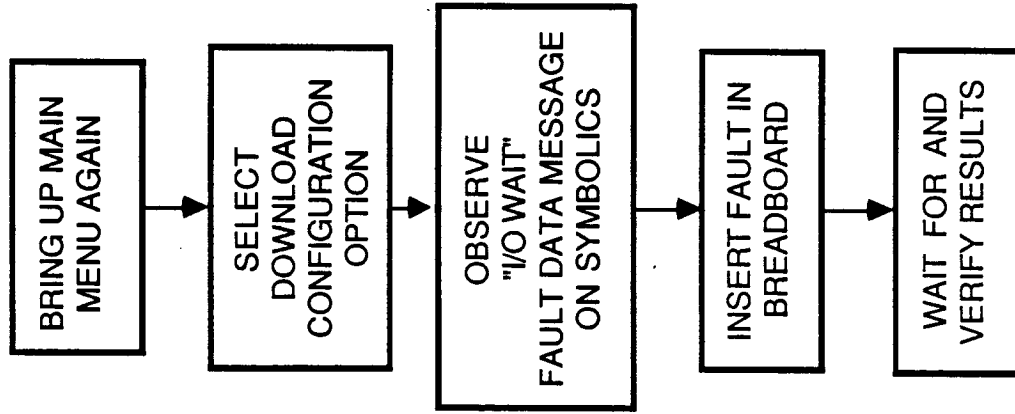 BRING UP MAIN
MENU AGAIN
SELECT
DOWNLOAD
CONFIGURATION
OPTION
OBSERVE
"I/O WAIT"
FAULT DATA MESSAGE
ON SYMBOLICS
INSERT FAULT IN
BREADBOARD
WAIT FOR AND
VERIFY RESULTS